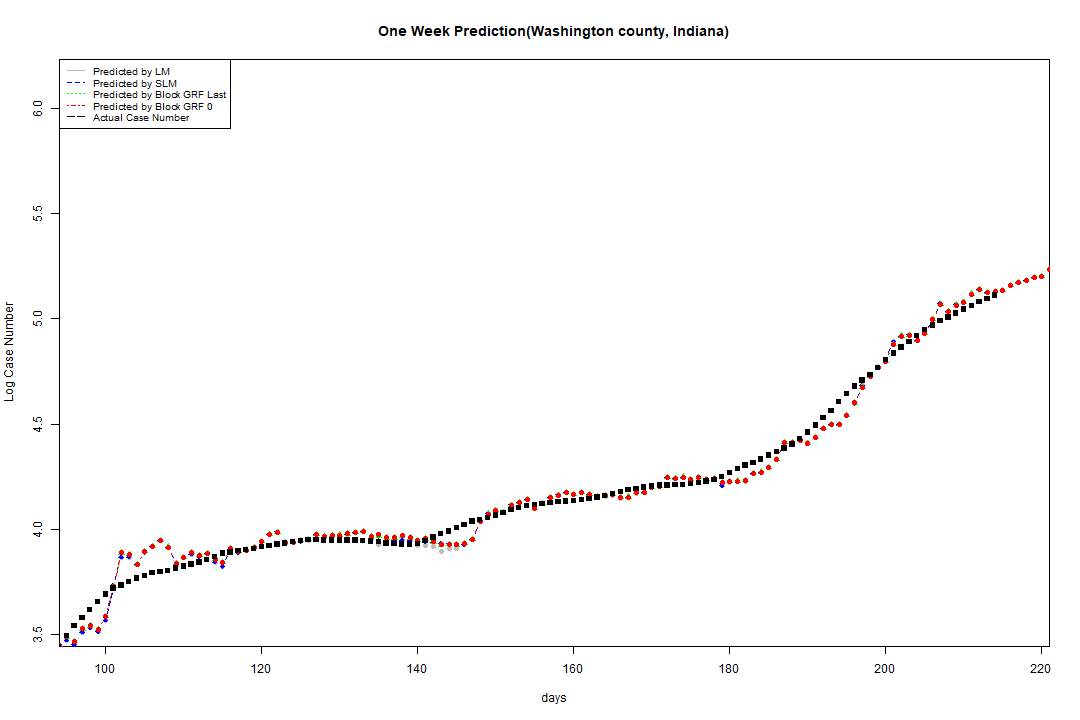 One Week Prediction(Washington county, Indiana)
Predicted by LM
Predicted by SLM
Predicted by Block GRF Last
Predicted by Block GRF 0
Actual Case Number
6.0
5.5
5.0
4.5
4.0
3.5
Log Case Number
100 120 140 160 180 200 220
days